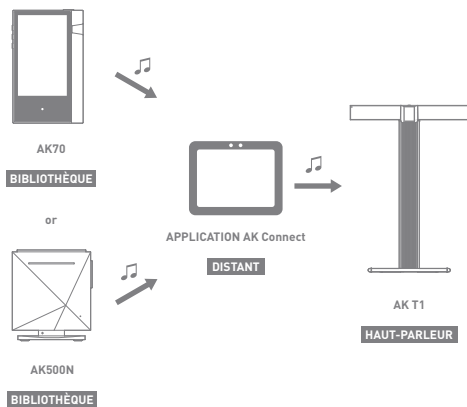 AK70
BIBLIOTHÈQUE
or
AK500N
BIBLIOTHÈQUE
APPLICATION AK Connect
DISTANT
AK T1
HAUT-PARLEUR